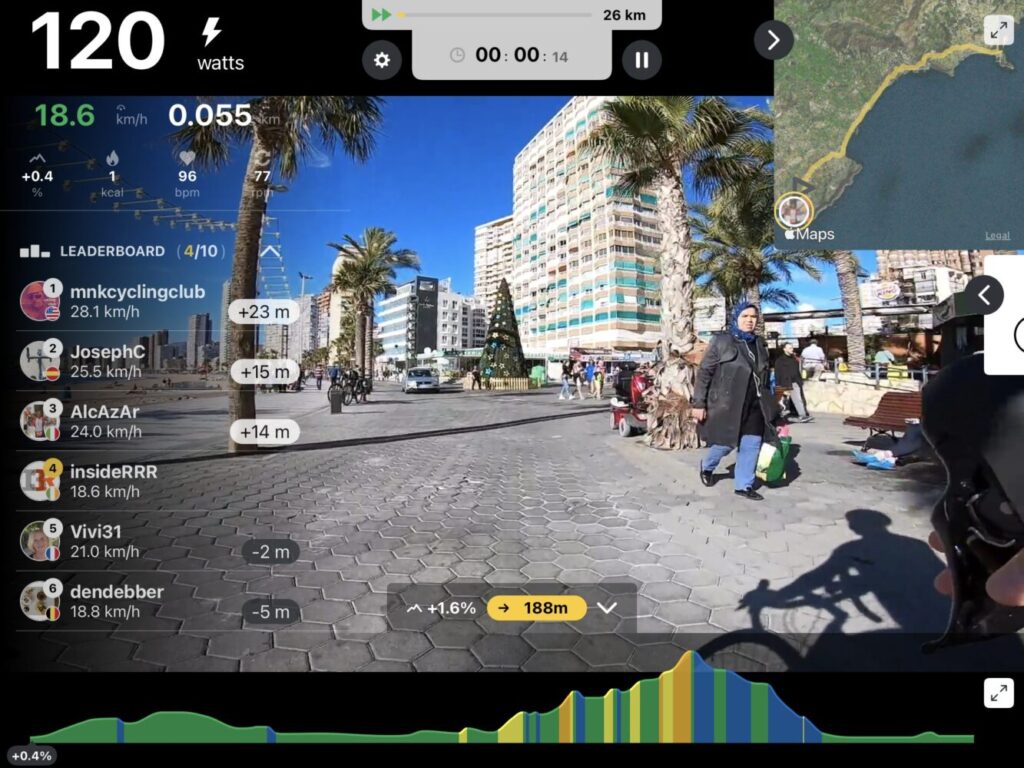 120
watts
26 km
00: 00: 14
18.6 km/h 0.055 km
+0.4 1 96 77
% kcal bpm rpm
LEADERBOARD (4/10)
1 mnkcyclingclub
28.1 km/h
+23 m
2 JosephC
25.5 km/h
+15 m
3 AlcAzAr
24.0 km/h
+14 m
4 insideRRR
18.6 km/h
5 Vivi31
21.0 km/h
-2 m
6 dendebber
18.8 km/h
-5 m
Maps
Legal
+1.6% → 188m
+0.4%